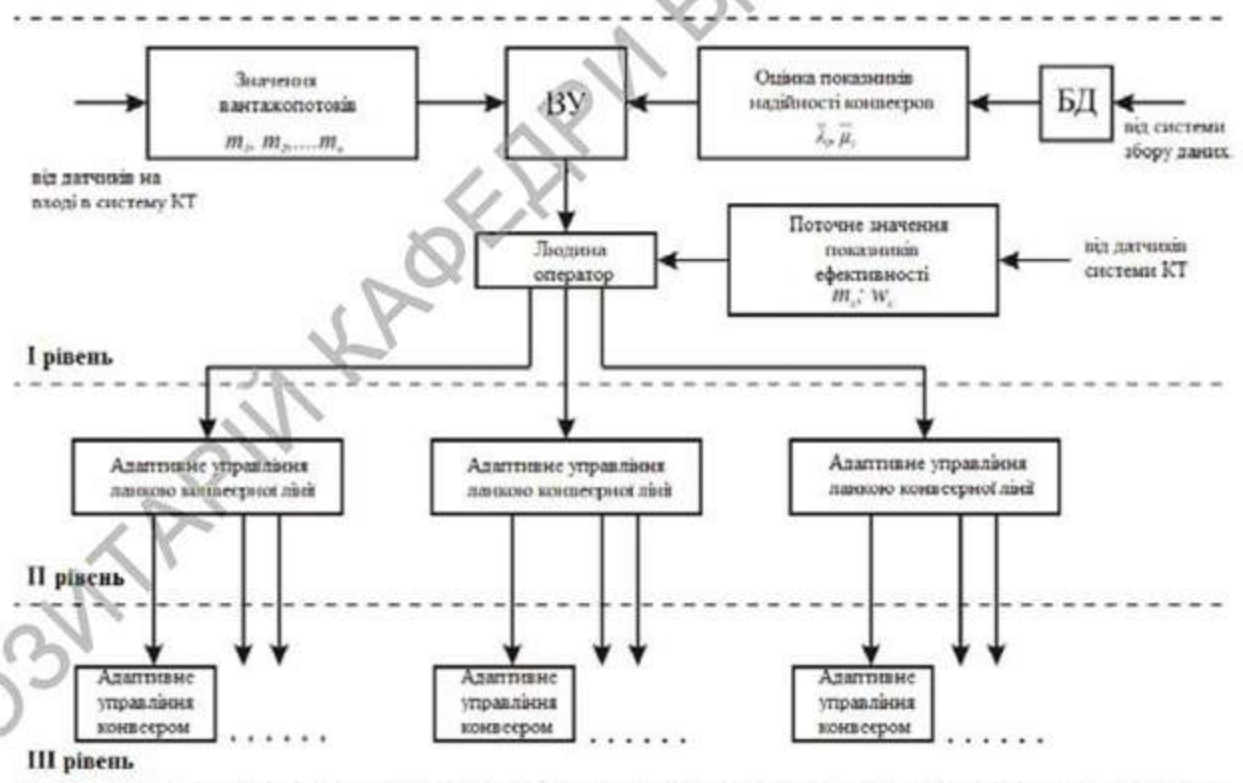 Значення
вантажопотоків
m₁, m₂,....mₙ
ВУ
Оцінка показників
надійності конвеєров
λ̄ᵢ, μ̄ᵢ
БД
від системи
збору даних.
від датчиків на
вході в систему КТ
Людина
оператор
Поточне значення
показників
ефективності
m꜀; w꜀
від датчиків
системи КТ
I рівень
Адаптивне управління
ланкою конвеєрної лінії
Адаптивне управління
ланкою конвеєрної лінії
Адаптивне управління
ланкою конвеєрної лінії
II рівень
Адаптивне
управління
конвеєром
. . . . . .
Адаптивне
управління
конвеєром
. . . . . .
Адаптивне
управління
конвеєром
. . . . . .
III рівень
ОЗИТАРІЙ КАФЕДРИ